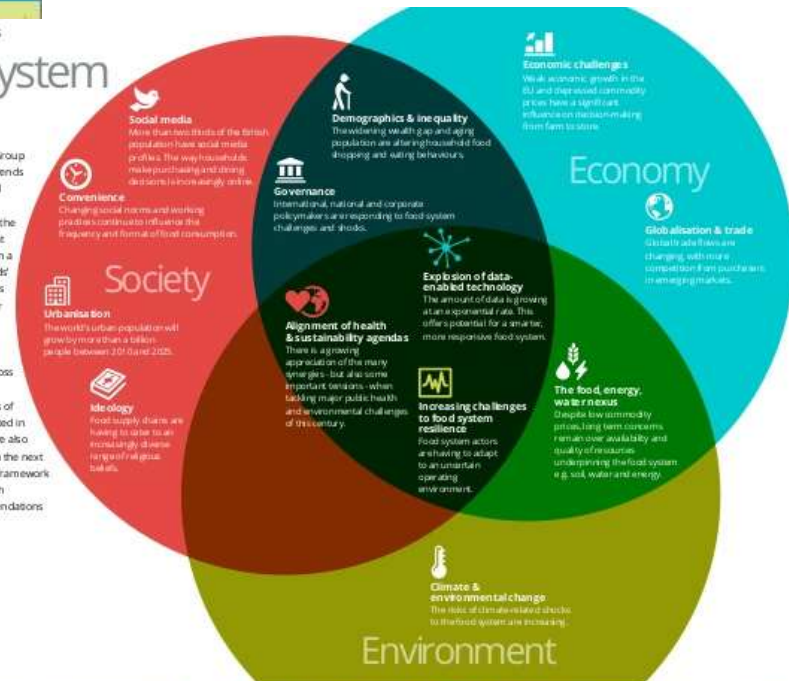 ystem
roup
ends
the
n a
ds'
s
oss
of
ted in
e also
the next
ramework
n
ndations
Social media
More than two thirds of the British
population have social media
profiles. The way households
make purchasing and dining
decisions is increasingly online.
Convenience
Changing social norms and working
practices continue to influence the
frequency and format of food consumption.
Society
Urbanisation
The world's urban population will
grow by more than a billion
people between 2010 and 2025.
Ideology
Food supply chains are
having to cater to an
increasingly diverse
range of religious
beliefs.
Demographics & inequality
The widening wealth gap and aging
population are altering household food
shopping and eating behaviours.
Governance
International, national and corporate
policymakers are responding to food system
challenges and shocks.
Economic challenges
Weak economic growth in the
EU and depressed commodity
prices have a significant
influence on decision-making
from farm to store.
Economy
Globalisation & trade
Global trade flows are
changing, with more
competition from purchasers
in emerging markets.
Explosion of data-
enabled technology
The amount of data is growing
at an exponential rate. This
offers potential for a smarter,
more responsive food system.
Alignment of health
& sustainability agendas
There is a growing
appreciation of the many
synergies - but also some
important tensions - when
tackling major public health
and environmental challenges
of this century.
Increasing challenges
to food system
resilience
Food system actors
are having to adapt
to an uncertain
operating
environment.
The food, energy,
water nexus
Despite low commodity
prices, long term concerns
remain over availability and
quality of resources
underpinning the food system
e.g. soil, water and energy.
Climate &
environmental change
The risks of climate-related shocks
to the food system are increasing.
Environment